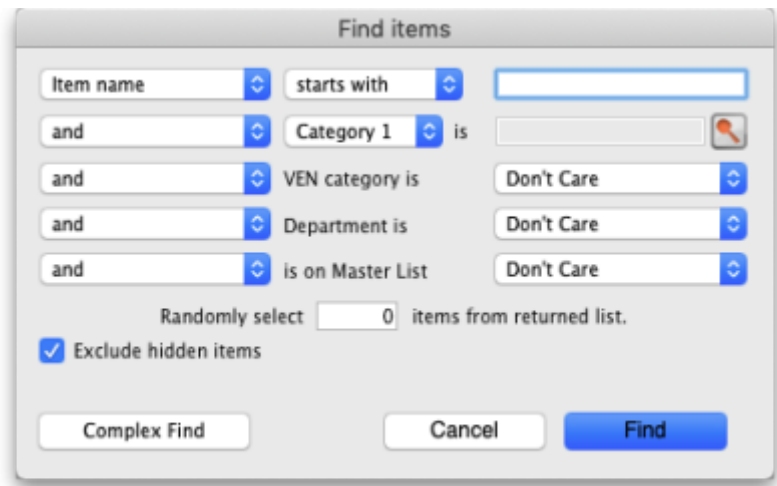 Find items
Item name starts with
and Category 1 is
and VEN category is Don't Care
and Department is Don't Care
and is on Master List Don't Care
Randomly select 0 items from returned list.
Exclude hidden items
Complex Find Cancel Find